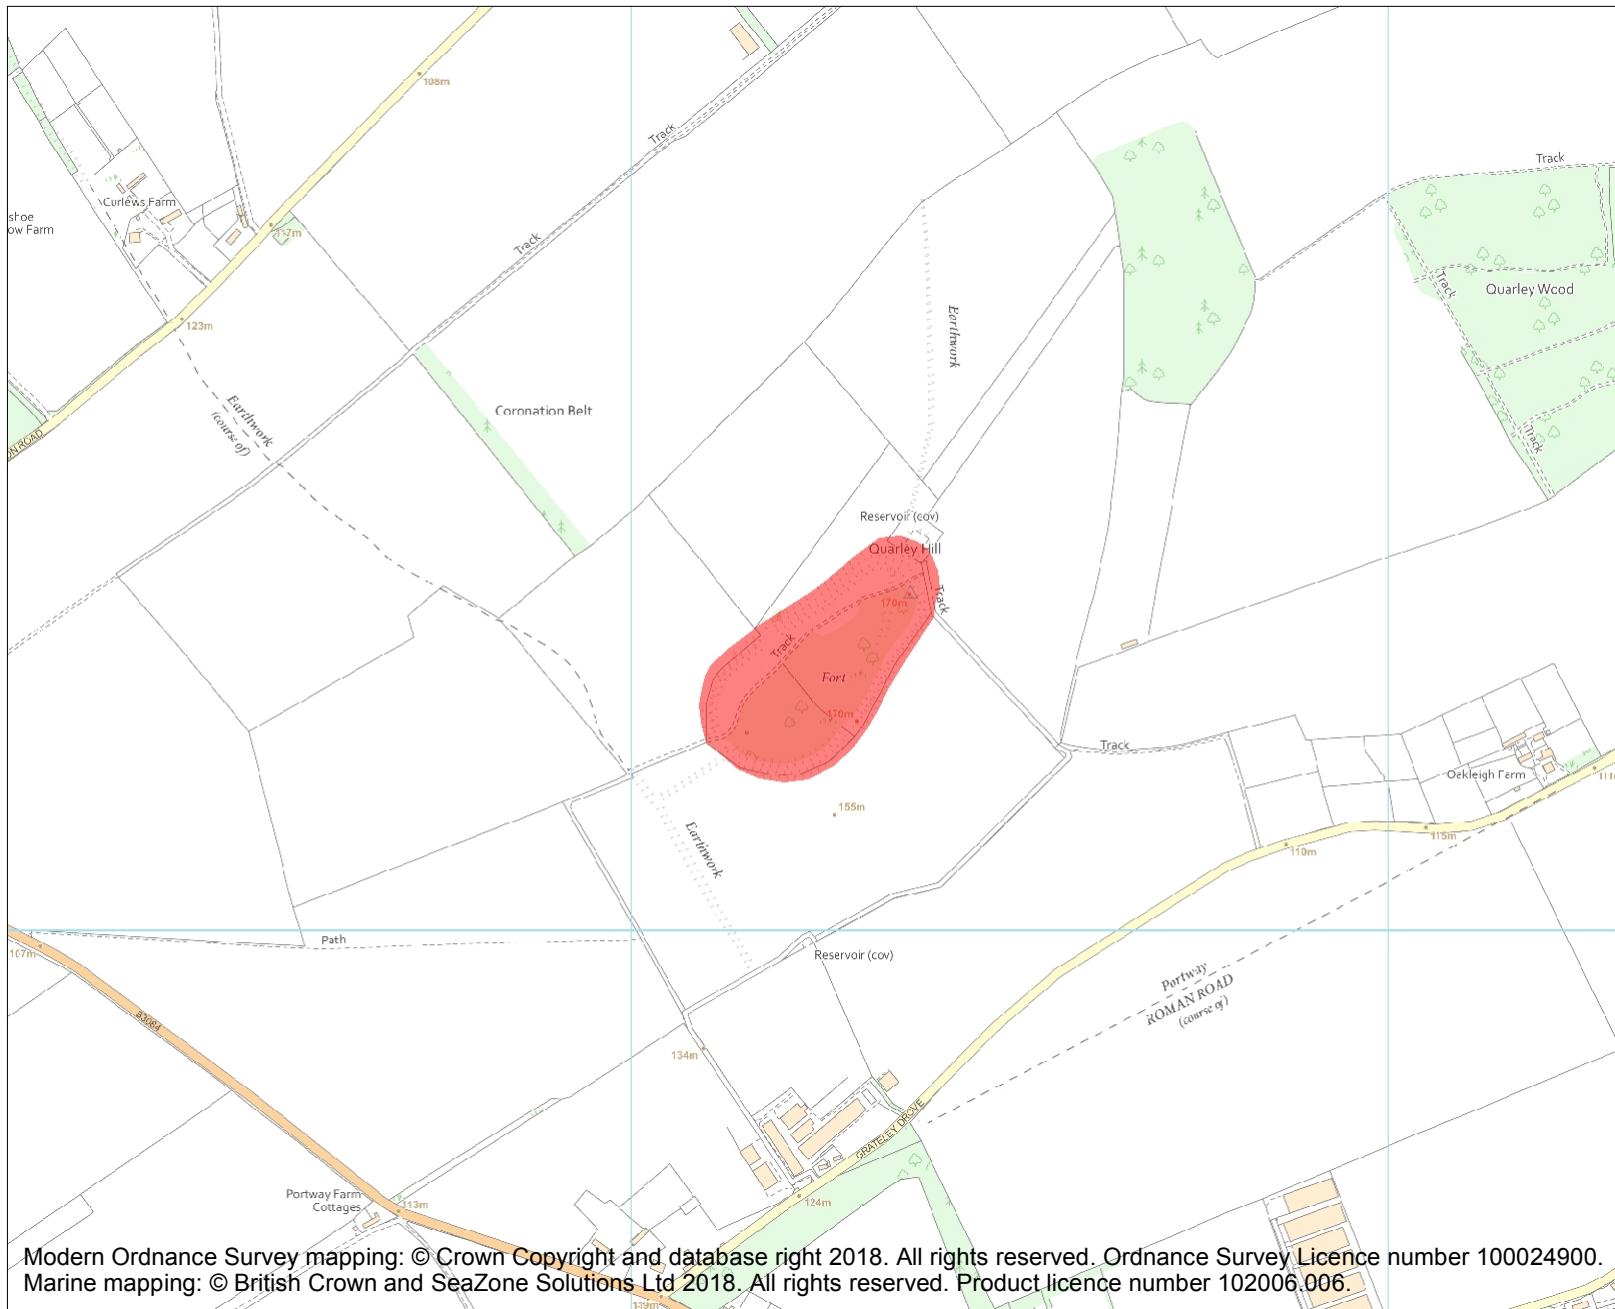 108m
Track
Track
Curlews Farm
shoe
ow Farm
117m
Track
Quarley Wood
Track
Earthwork
123m
Earthwork
(course of)
Coronation Belt
ON ROAD
Track
Reservoir (cov)
Quarley Hill
170m
Track
Track
Fort
170m
Track
Oakleigh Farm
155m
115m
110m
Earthwork
Path
107m
Reservoir (cov)
Portway
ROMAN ROAD
(course of)
B3084
134m
GRATELEY DROVE
Portway Farm
Cottages
113m
124m
Modern Ordnance Survey mapping: © Crown Copyright and database right 2018. All rights reserved. Ordnance Survey Licence number 100024900.
Marine mapping: © British Crown and SeaZone Solutions Ltd 2018. All rights reserved. Product licence number 102006.006.
119m